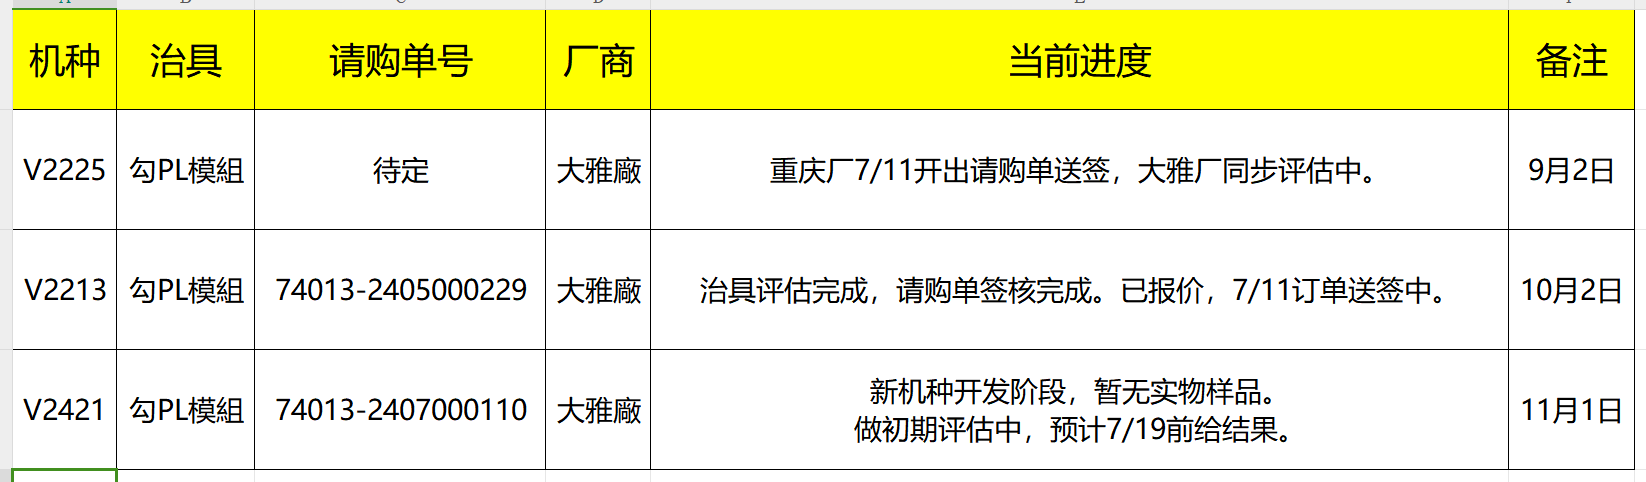 机种 治具 请购单号 厂商 当前进度 备注
V2225 勾PL模組 待定 大雅廠 重庆厂7/11开出请购单送签，大雅厂同步评估中。 9月2日
V2213 勾PL模組 74013-2405000229 大雅廠 治具评估完成，请购单签核完成。已报价，7/11订单送签中。 10月2日
V2421 勾PL模組 74013-2407000110 大雅廠 新机种开发阶段，暂无实物样品。
做初期评估中，预计7/19前给结果。 11月1日